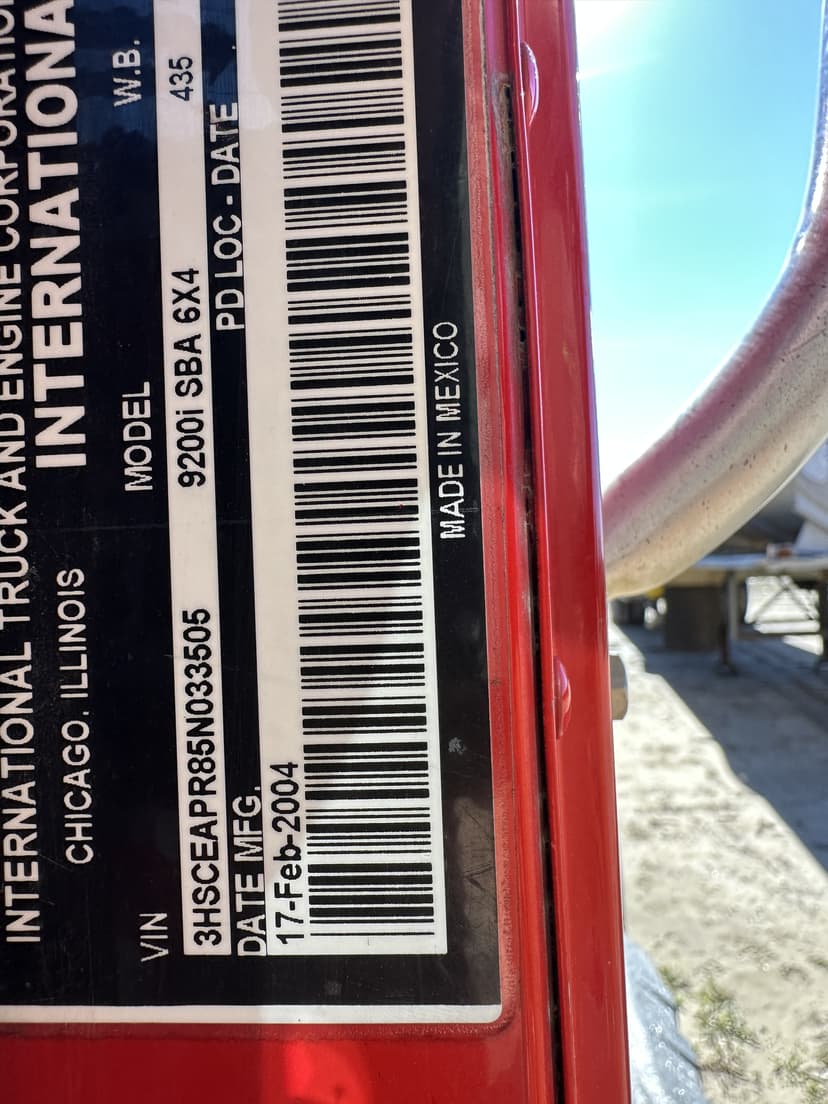 INTERNATIONAL TRUCK AND ENGINE CORPORATIO
CHICAGO, ILLINOIS INTERNATIONA
VIN MODEL W.B.
3HSCEAPR85N033505 9200i SBA 6X4 435
DATE MFG. PD LOC - DATE
17-Feb-2004
MADE IN MEXICO